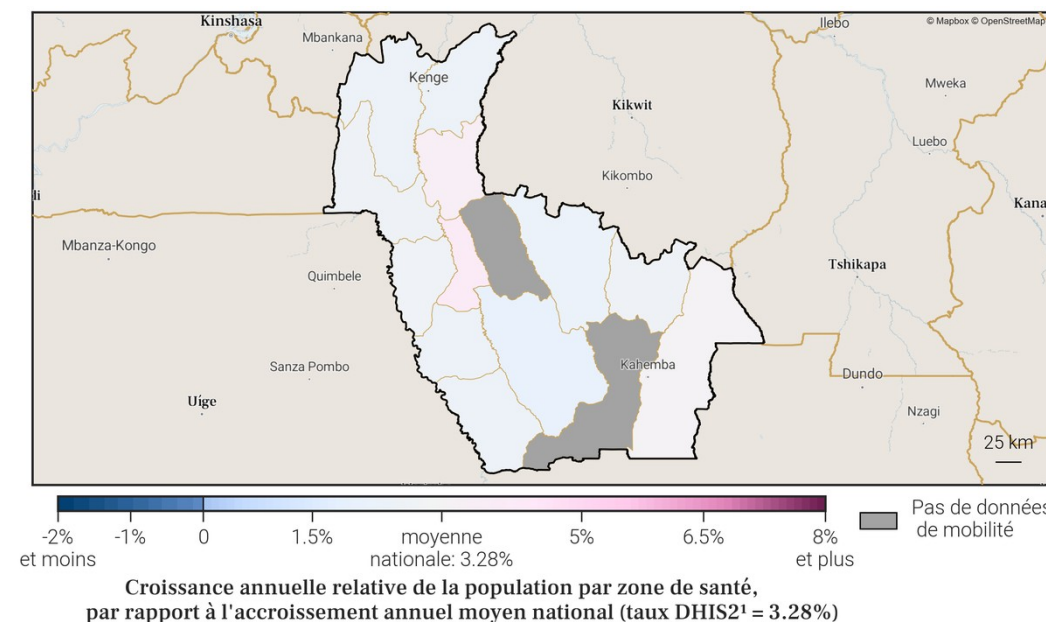 Kinshasa
Mbankana
Ilebo
© Mapbox © OpenStreetMap
Kenge
Mweka
Kikwit
Luebo
Kikombo
li
Kana
Mbanza-Kongo
Quimbele
Tshikapa
Sanza Pombo
Kahemba
Dundo
Uíge
Nzagi
25 km
-2%
et moins
-1%
0
1.5%
moyenne
nationale: 3.28%
5%
6.5%
8%
et plus
Pas de données
de mobilité
Croissance annuelle relative de la population par zone de santé,
par rapport à l'accroissement annuel moyen national (taux DHIS2¹ = 3.28%)